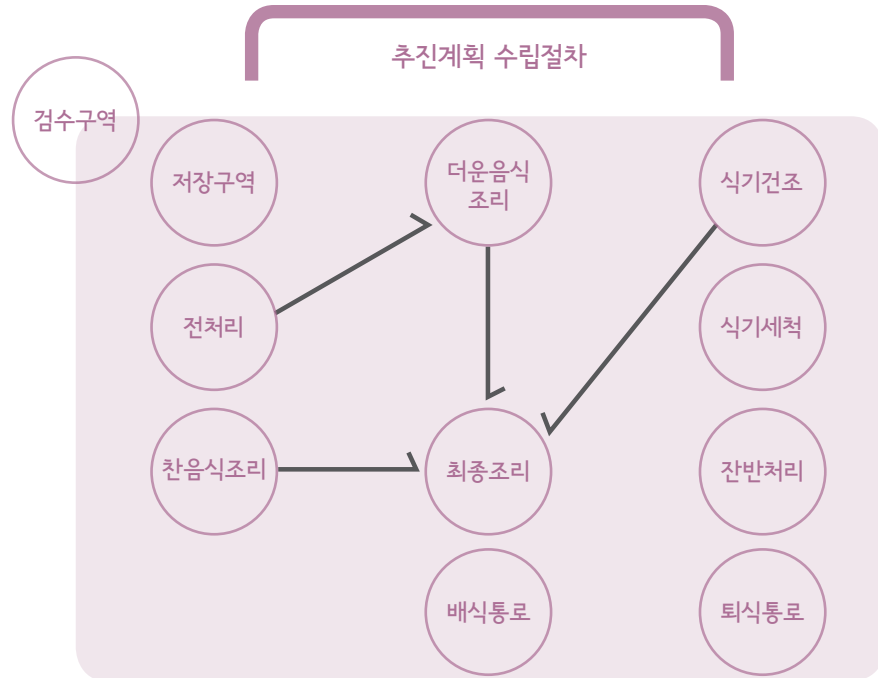 추진계획 수립절차
검수구역
저장구역
더운음식
조리
식기건조
전처리
식기세척
찬음식조리
최종조리
잔반처리
배식통로
퇴식통로